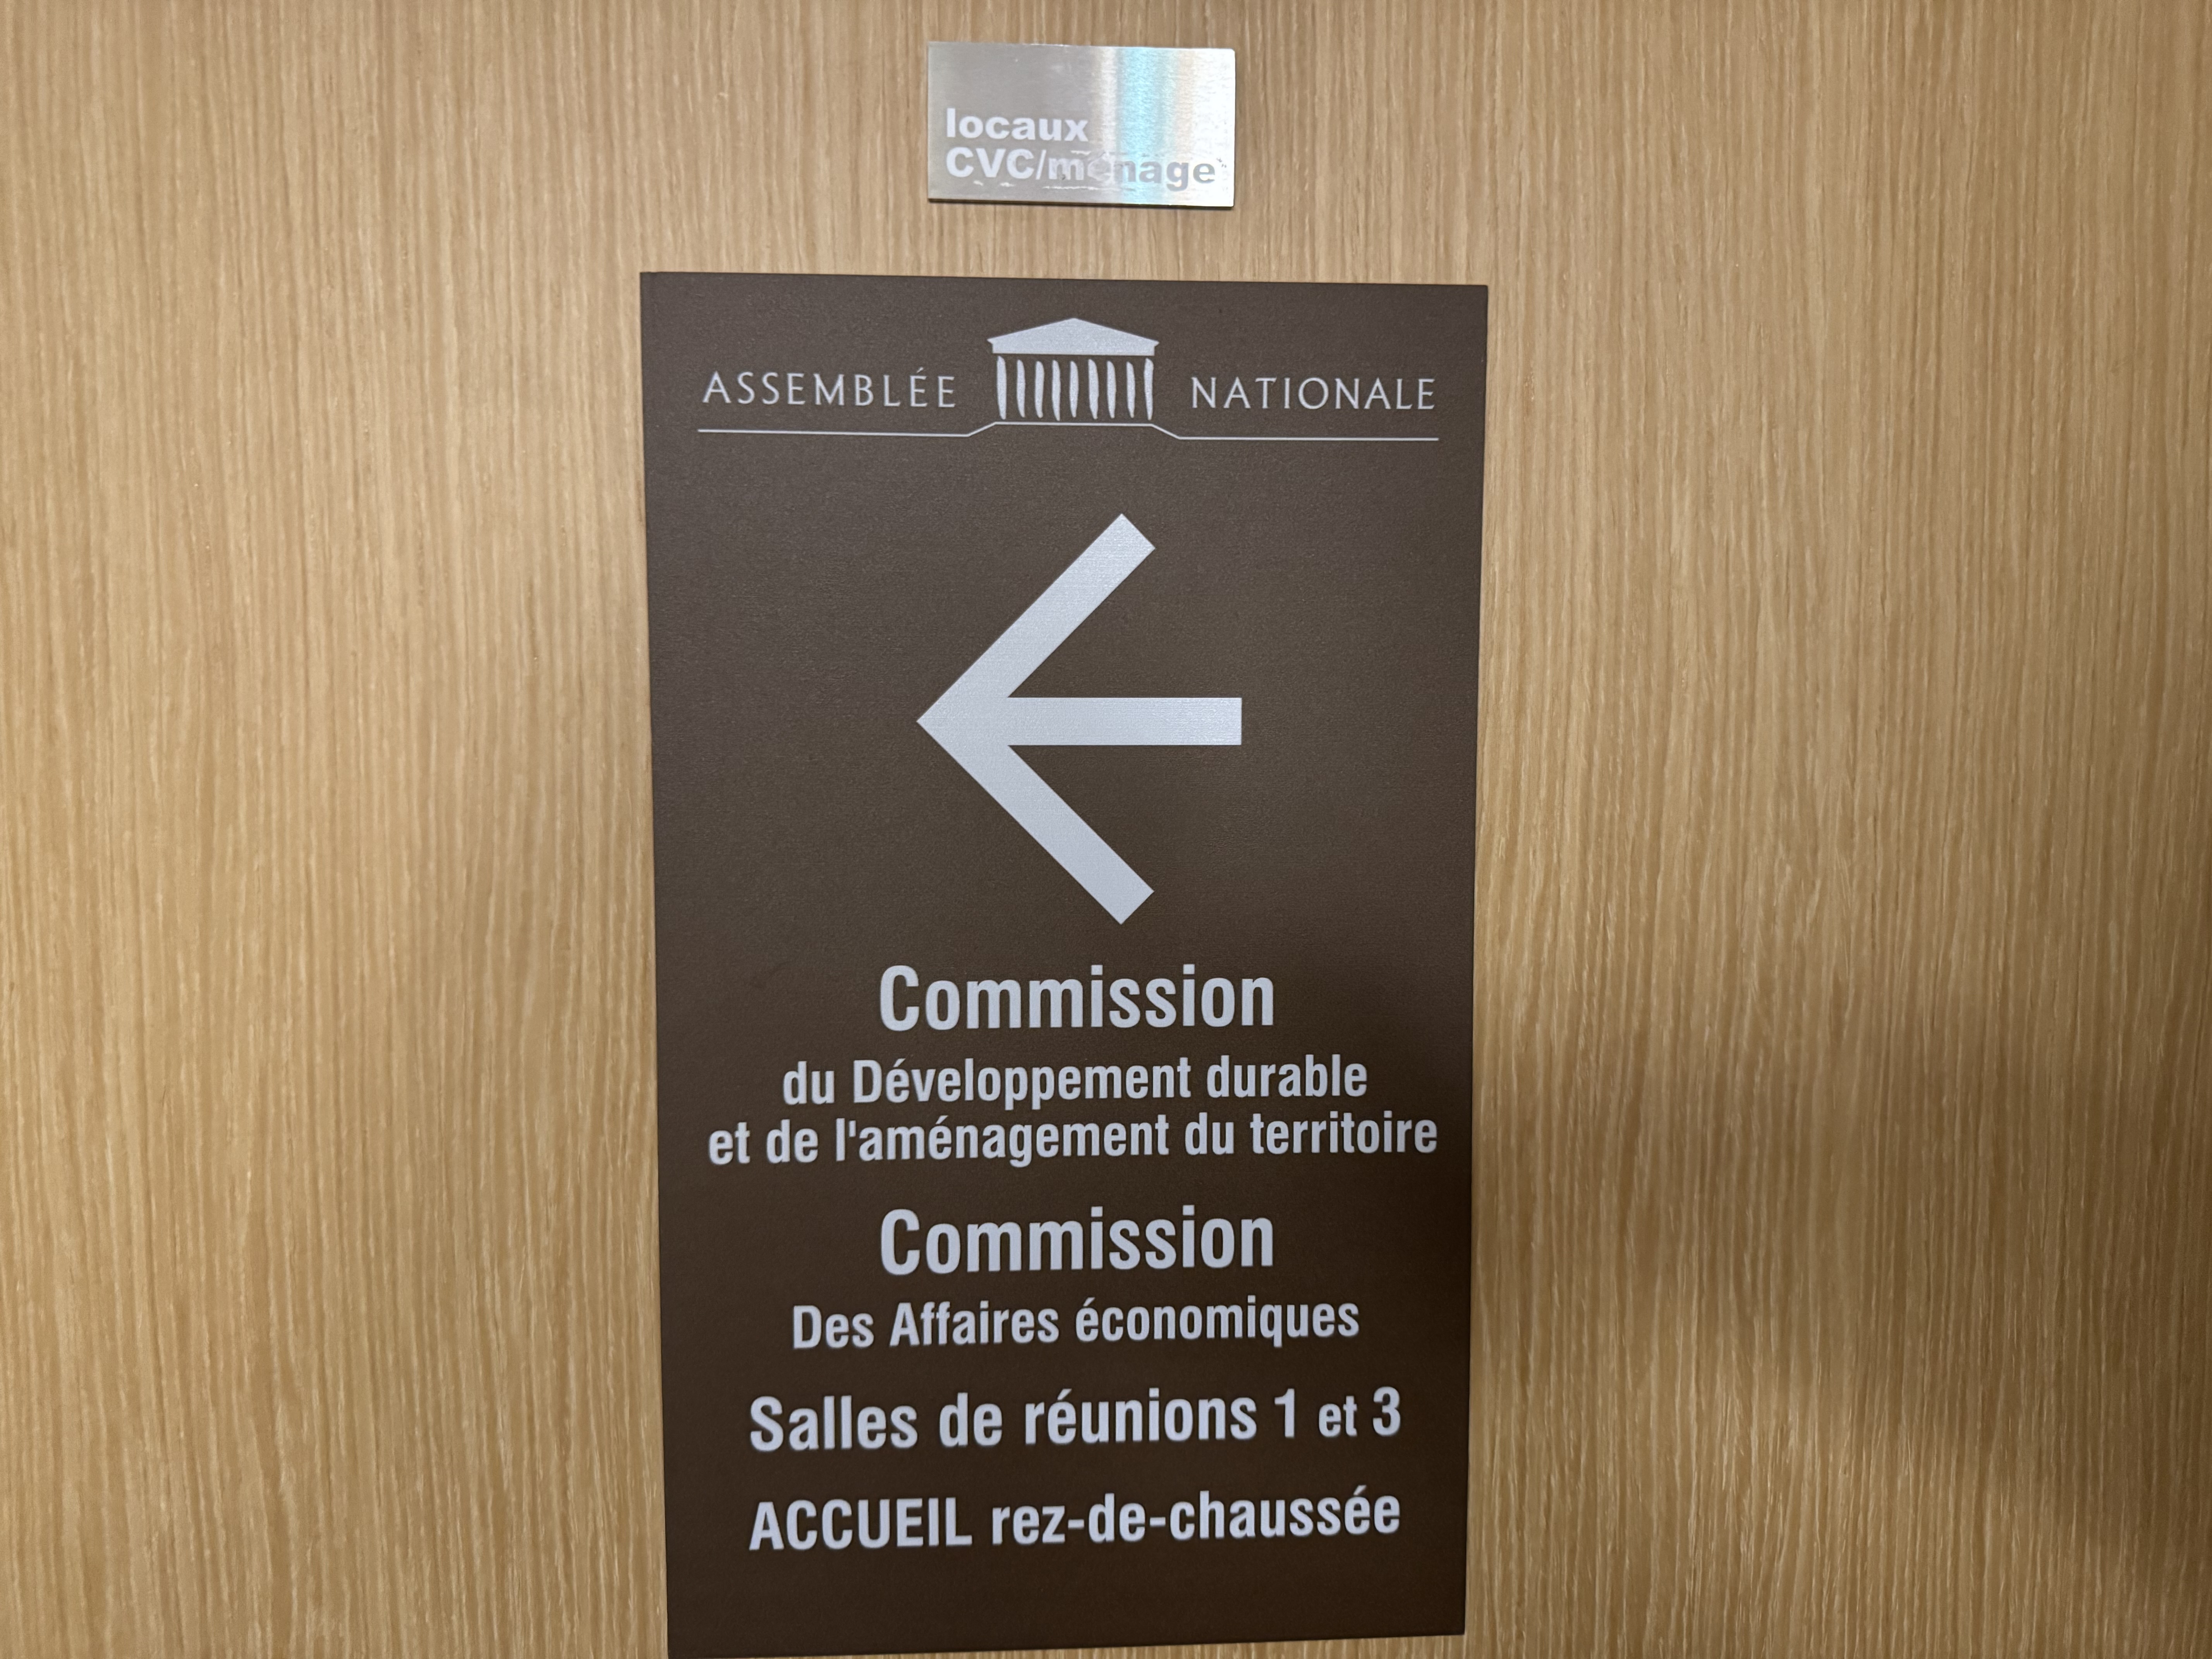 locaux
CVC/ménage
ASSEMBLÉE NATIONALE
Commission
du Développement durable
et de l'aménagement du territoire
Commission
Des Affaires économiques
Salles de réunions 1 et 3
ACCUEIL rez-de-chaussée